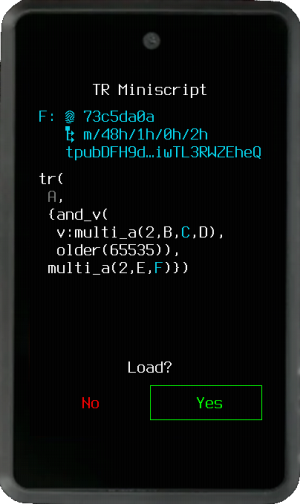 TR Miniscript
F: 73c5da0a
m/48h/1h/0h/2h
tpubDFH9d…iwTL3RWZEheQ
tr(
A,
{and_v(
v:multi_a(2,B,C,D),
older(65535)),
multi_a(2,E,F)})
Load?
No
Yes